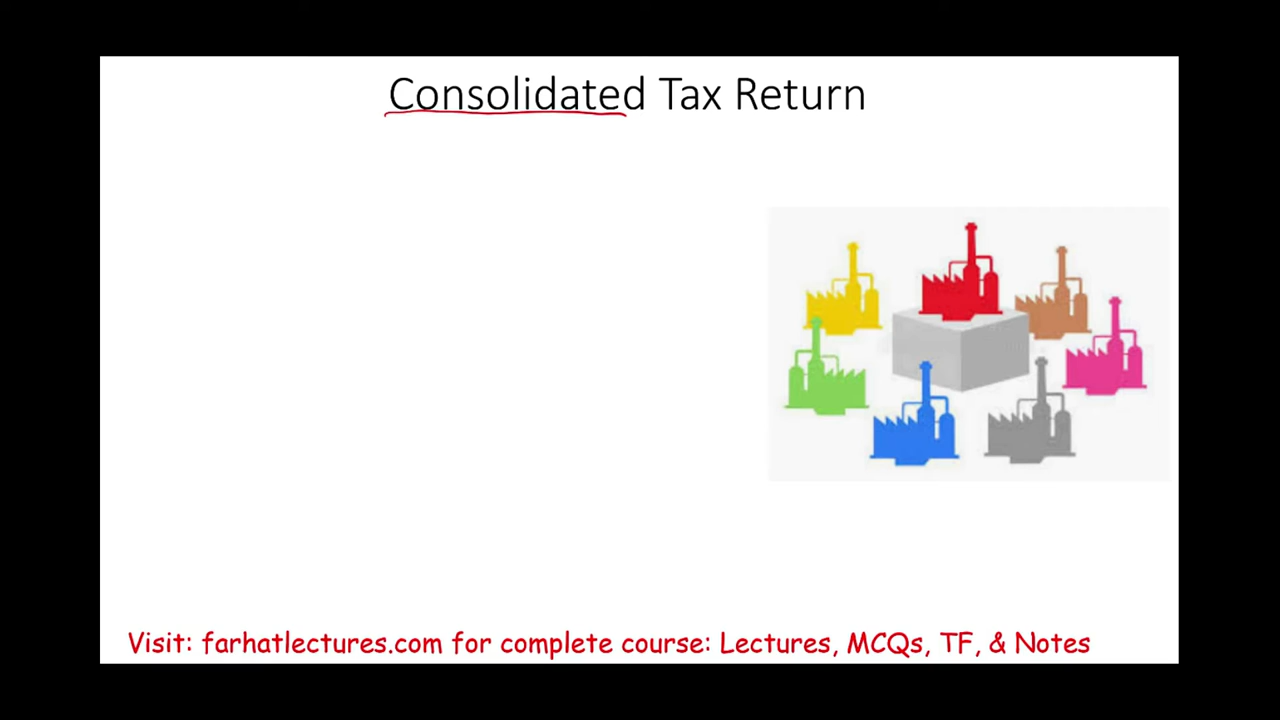 Consolidated Tax Return
Visit: farhatlectures.com for complete course: Lectures, MCQs, TF, & Notes